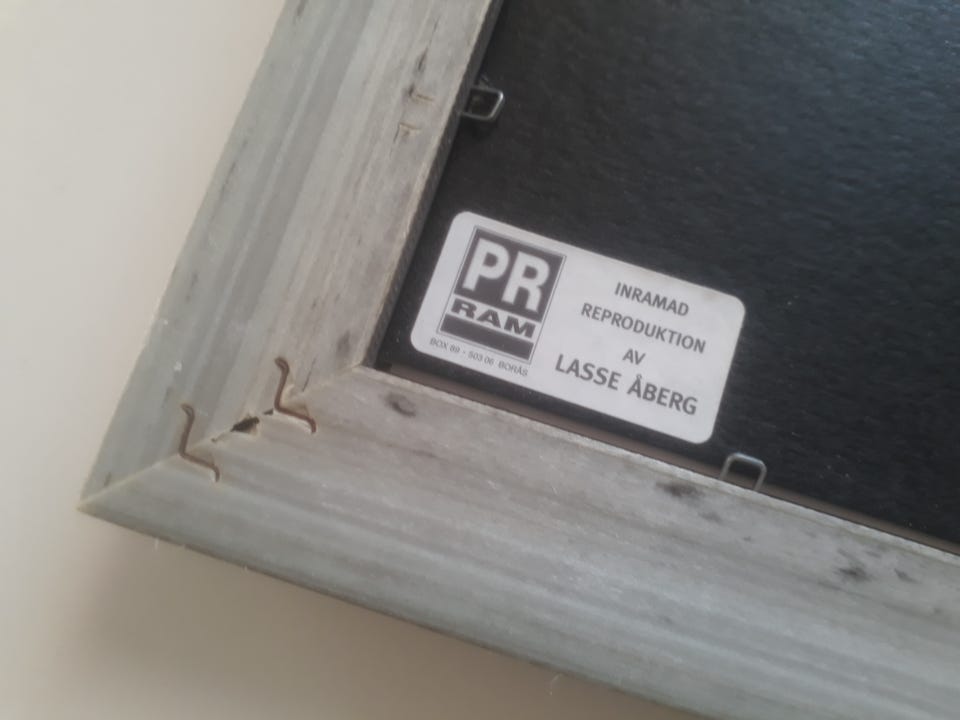 PR
RAM
BOX 89 - 503 06 BORÅS
INRAMAD
REPRODUKTION
AV
LASSE ÅBERG